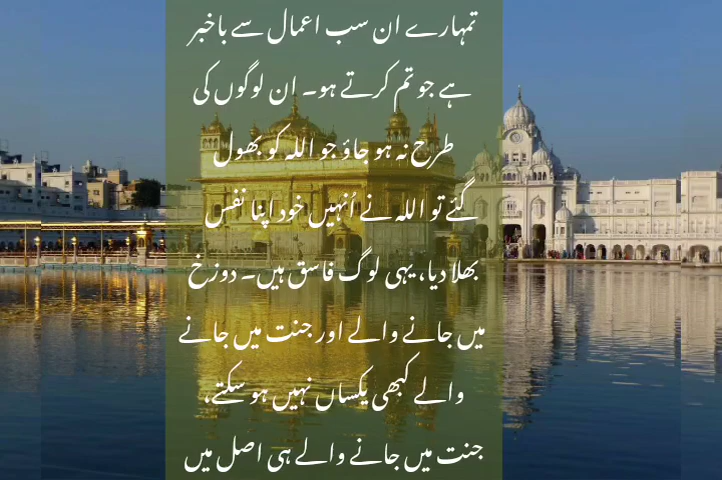 تمہارے ان سب اعمال سے باخبر
ہے جو تم کرتے ہو۔ ان لوگوں کی
طرح نہ ہو جاؤ جو اللہ کو بھول
گئے تو اللہ نے اُنہیں خود اپنا نفس
بھلا دیا، یہی لوگ فاسق ہیں۔ دوزخ
میں جانے والے اور جنت میں جانے
والے کبھی یکساں نہیں ہو سکتے،
جنت میں جانے والے ہی اصل میں